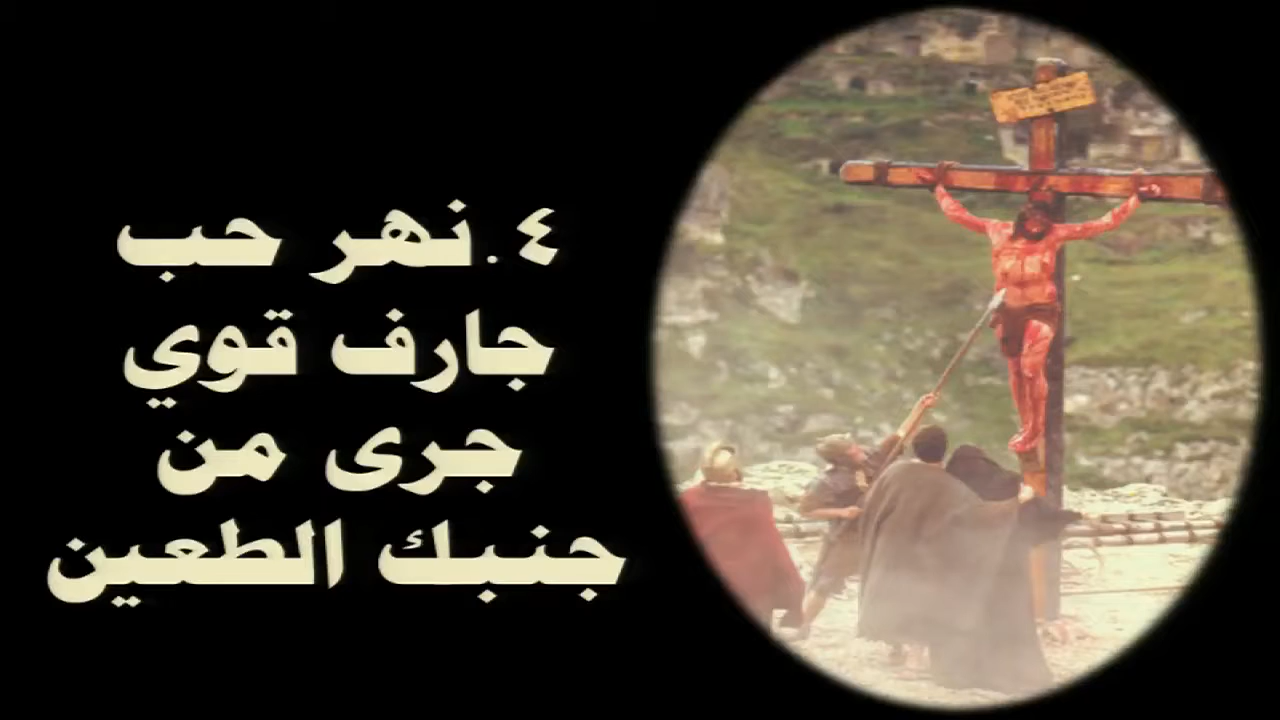 ٤. نهر حب
جارف قوي
جرى من
جنبك الطعين